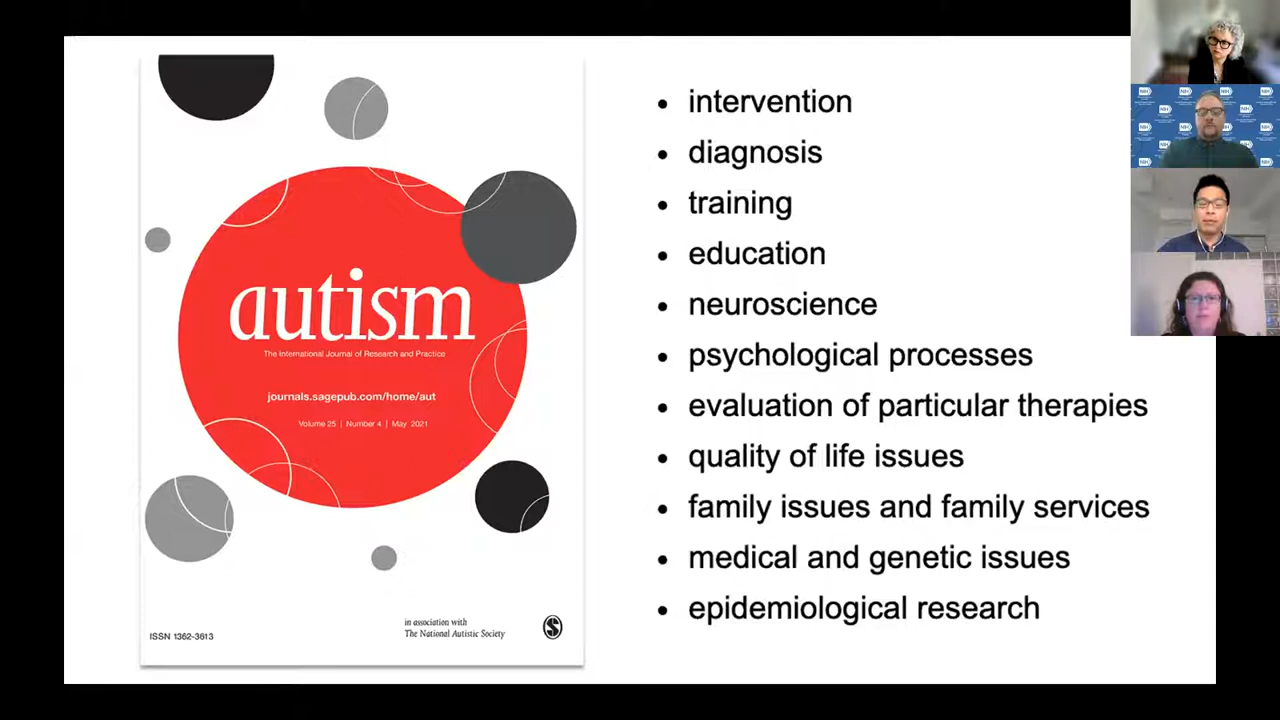 autism
The International Journal of Research and Practice
journals.sagepub.com/home/aut
Volume 25 | Number 4 | May 2021
in association with
The National Autistic Society
ISSN 1362-3613
S
• intervention
• diagnosis
• training
• education
• neuroscience
• psychological processes
• evaluation of particular therapies
• quality of life issues
• family issues and family services
• medical and genetic issues
• epidemiological research
NIH